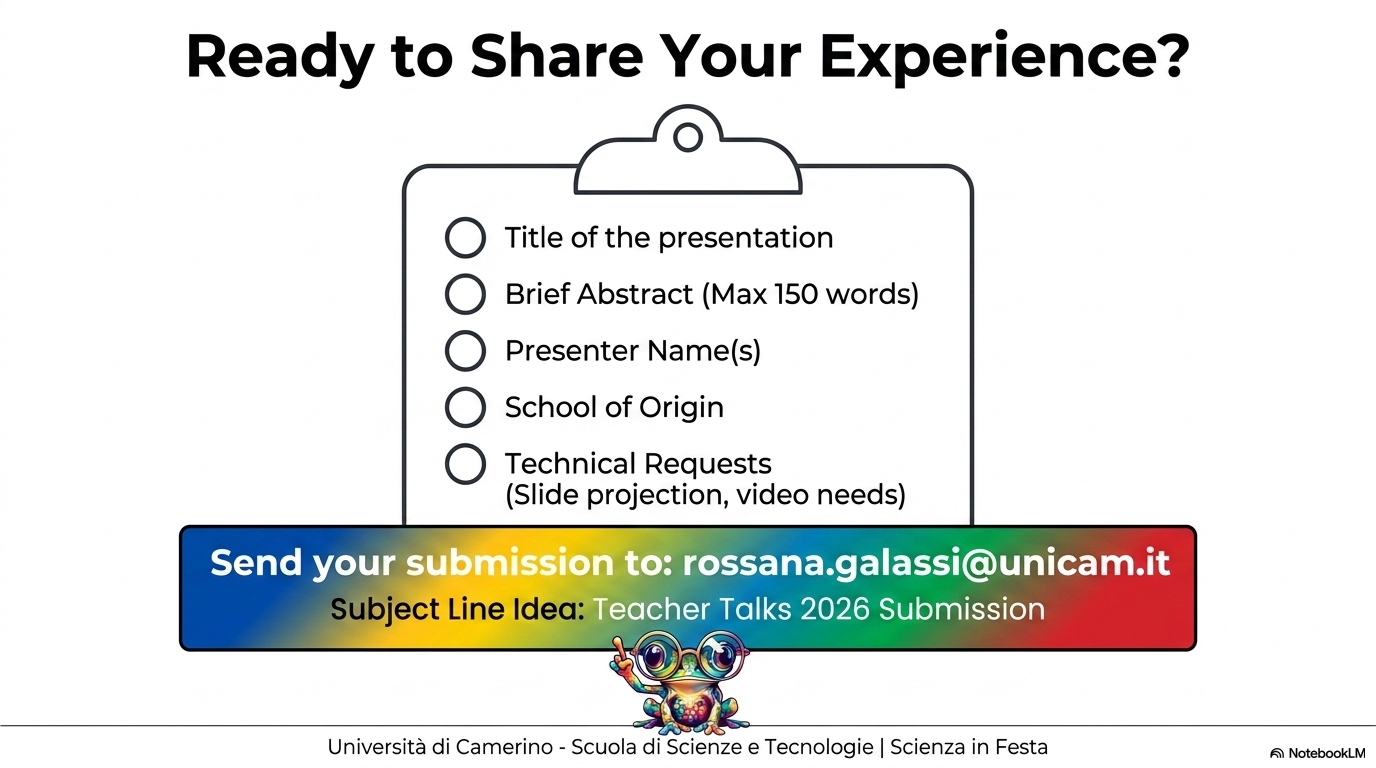 Ready to Share Your Experience?
Title of the presentation
Brief Abstract (Max 150 words)
Presenter Name(s)
School of Origin
Technical Requests
(Slide projection, video needs)
Send your submission to: rossana.galassi@unicam.it
Subject Line Idea: Teacher Talks 2026 Submission
Università di Camerino - Scuola di Scienze e Tecnologie | Scienza in Festa
NotebookLM